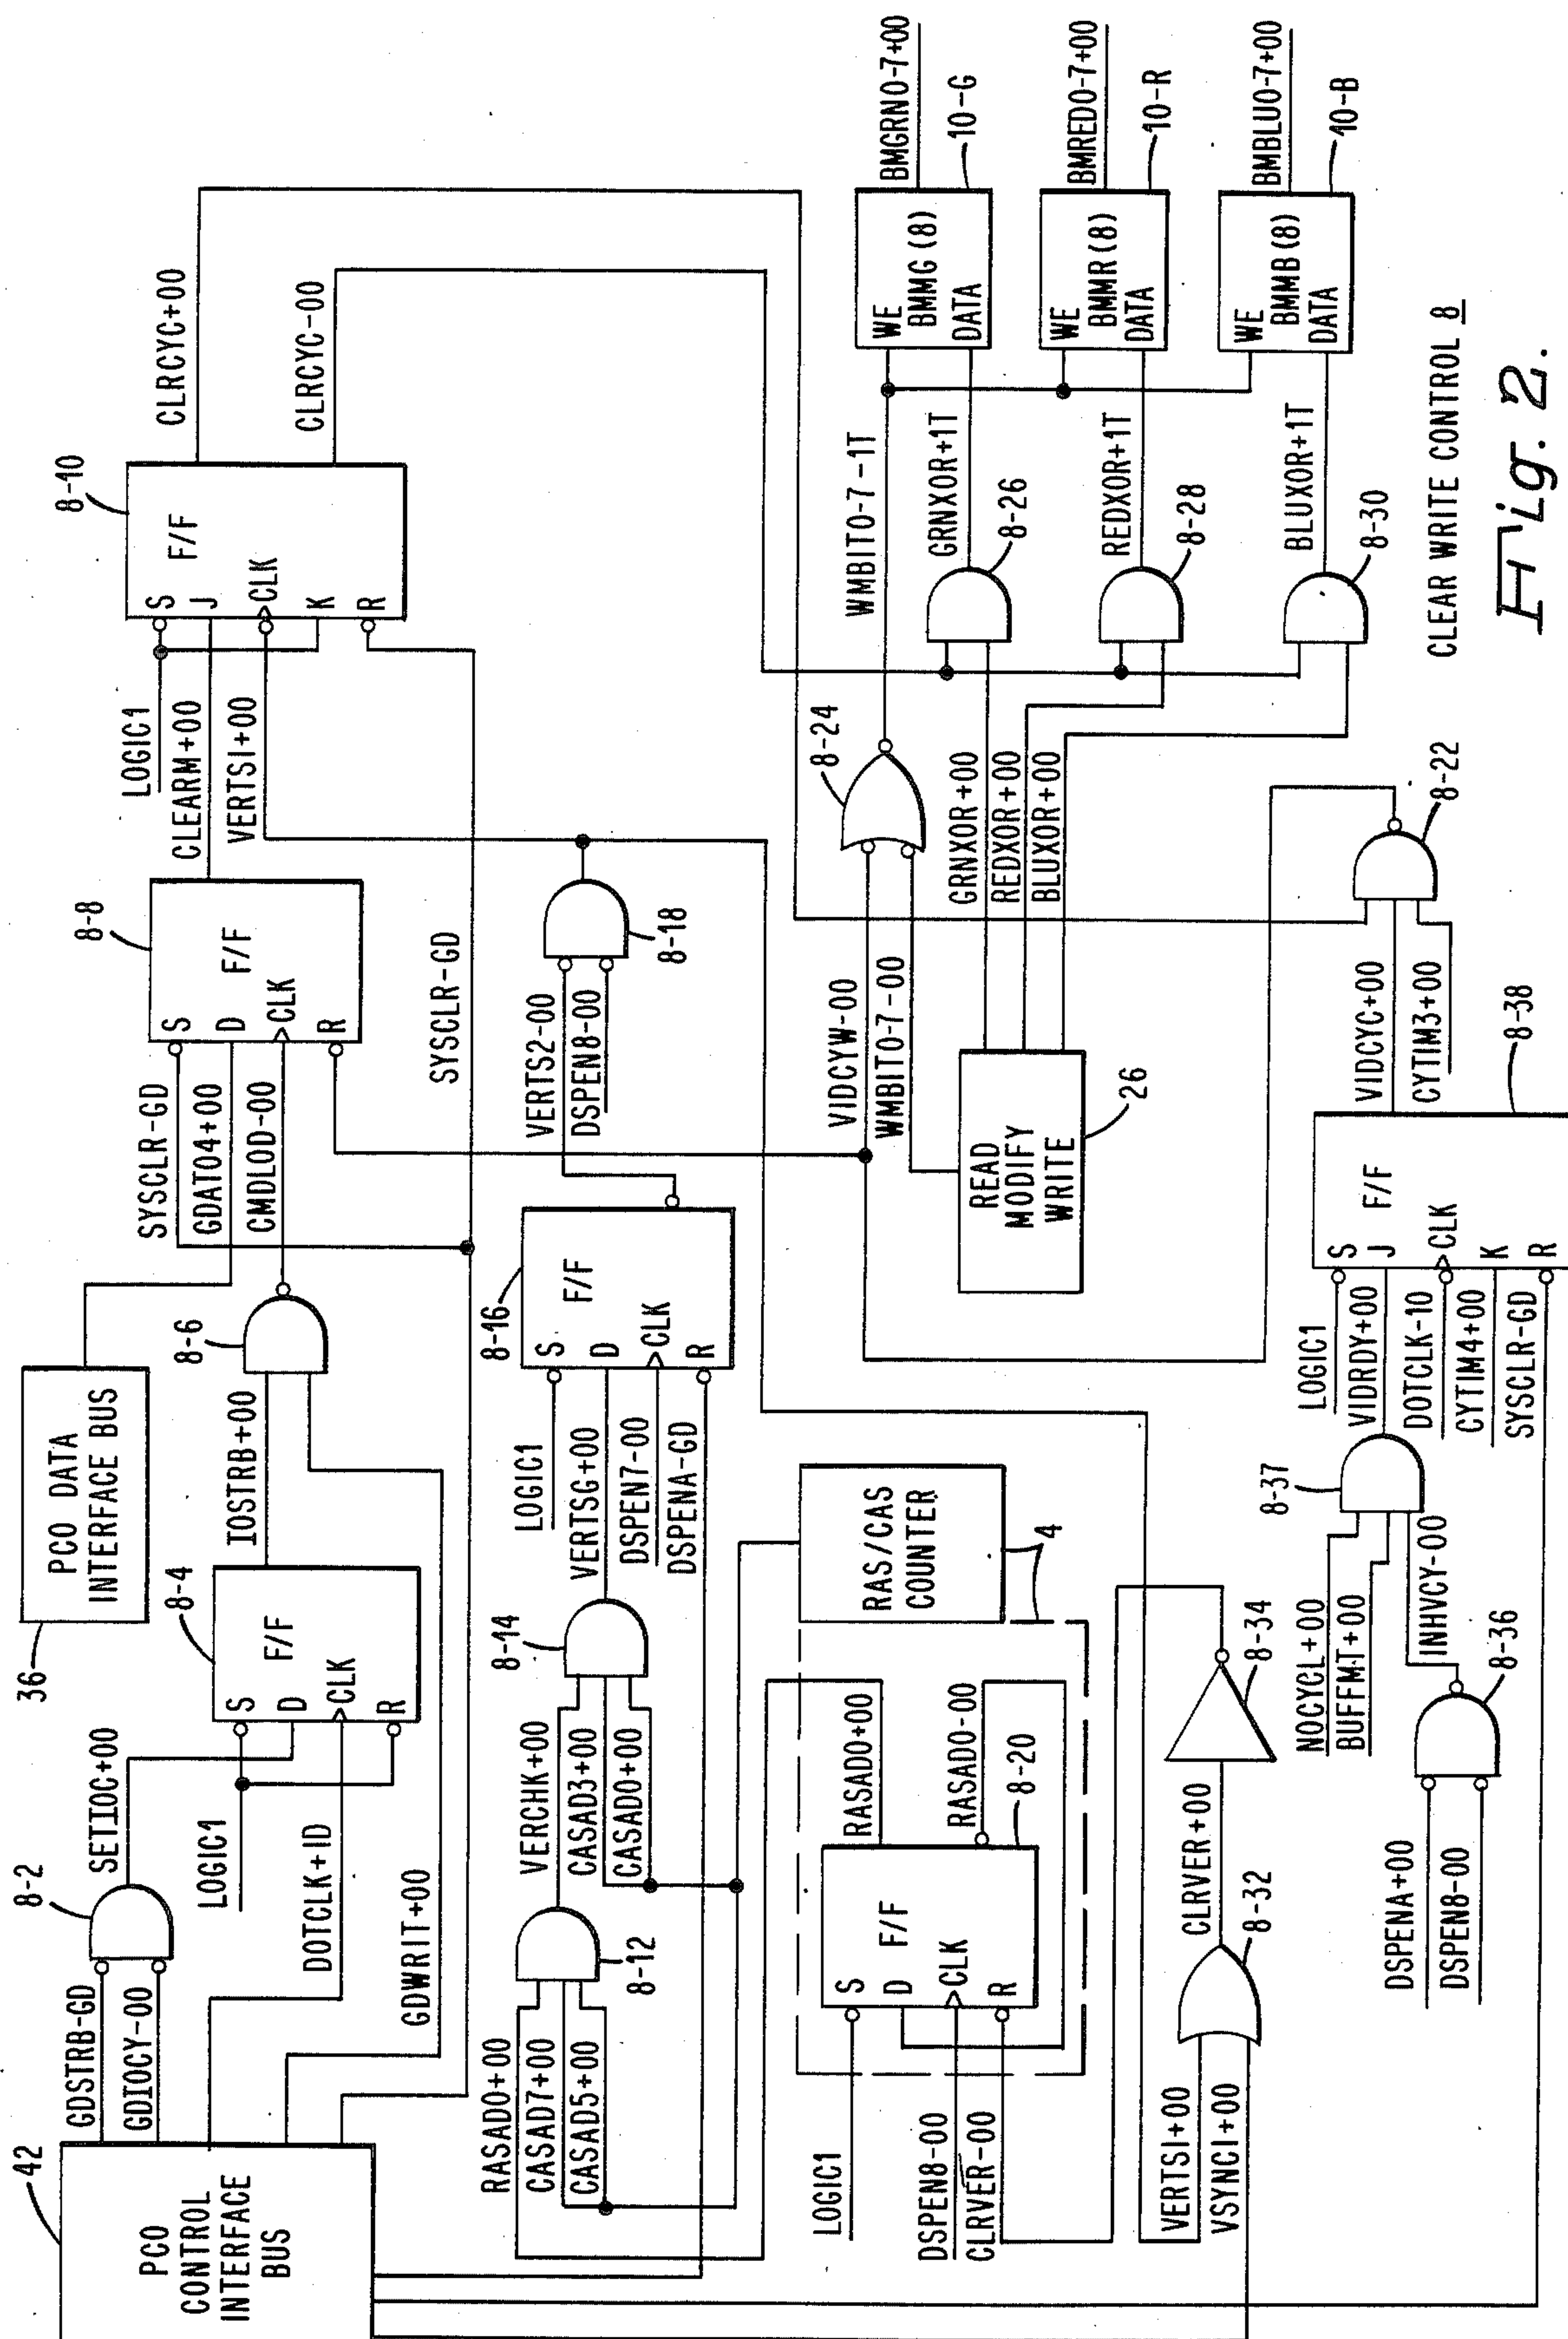 42
PCO
CONTROL
INTERFACE
BUS
GDSTRB-GD
GDIOCY-00
8-2
SETIOC+00
LOGIC1
DOTCLK+ID
GDWRIT+00
36
PCO DATA
INTERFACE BUS
8-4
S
D
CLK
R
F/F
IOSTRB+00
8-6
SYSCLR-GD
GDAT04+00
CMDLOD-00
8-8
S
D
CLK
R
F/F
SYSCLR-GD
LOGIC1
CLEARM+00
VERTS1+00
8-10
S
J
CLK
K
R
F/F
CLRCYC+00
CLRCYC-00
RASAD0+00
CASAD7+00
CASAD5+00
8-12
VERCHK+00
CASAD3+00
CASAD0+00
8-14
LOGIC1
VERTSG+00
DSPEN7-00
DSPENA-GD
8-16
S
D
CLK
R
F/F
VERTS2-00
DSPEN8-00
8-18
LOGIC1
DSPEN8-00
CLRVER-00
S
D
CLK
R
F/F
RASAD0+00
RASAD0-00
8-20
RAS/CAS
COUNTER
4
4
READ
MODIFY
WRITE
26
VIDCYW-00
WMBIT0-7-00
8-24
GRNXOR+00
REDXOR+00
BLUXOR+00
WMBIT0-7-1T
GRNXOR+1T
8-26
REDXOR+1T
8-28
BLUXOR+1T
8-30
WE
BMMG (8)
DATA
BMGRN0-7+00
10-G
WE
BMMR (8)
DATA
BMRED0-7+00
10-R
WE
BMMB (8)
DATA
BMBLU0-7+00
10-B
VERTS1+00
VSYNCI+00
8-32
CLRVER+00
8-34
DSPENA+00
DSPEN8-00
8-36
NOCYCL+00
BUFFMT+00
INHVCY-00
8-37
LOGIC1
VIDRDY+00
DOTCLK-10
CYTIM4+00
SYSCLR-GD
S
J
CLK
K
R
F/F
8-38
VIDCYC+00
CYTIM3+00
8-22
CLEAR WRITE CONTROL 8
Fig. 2.